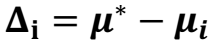 𝚫ᵢ = 𝝁* − 𝝁ᵢ